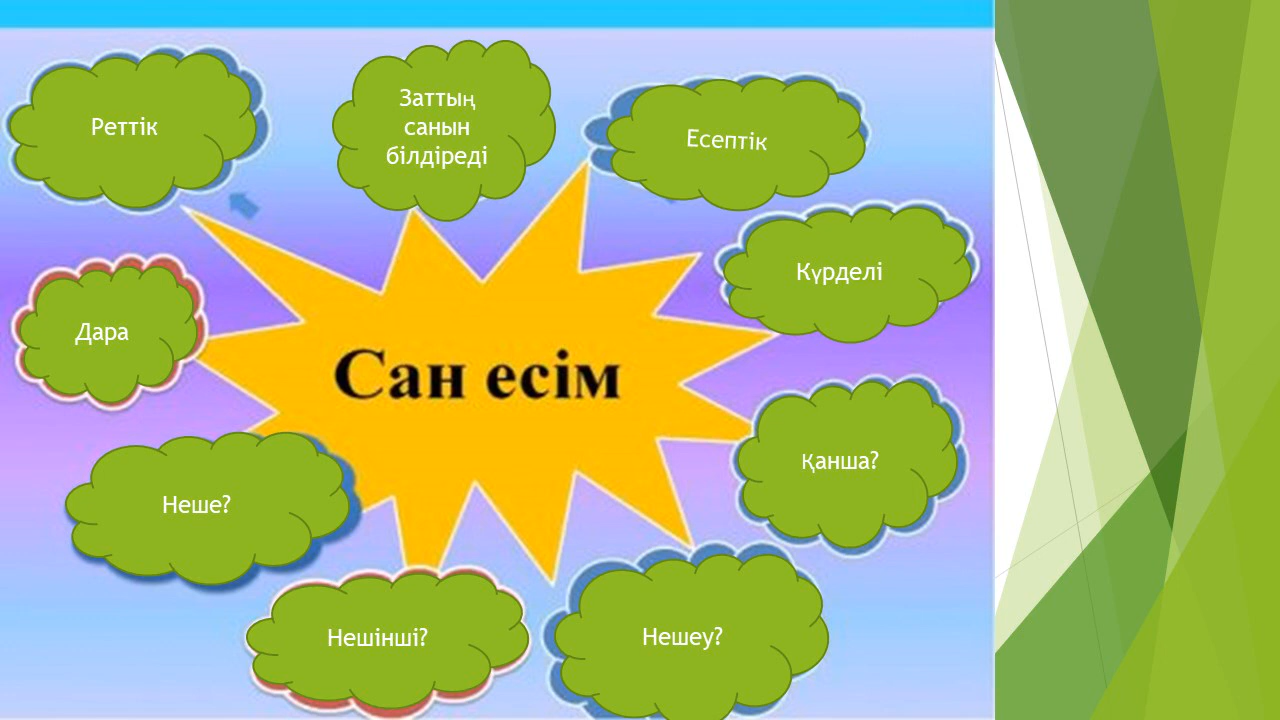 Реттік
Заттың
санын
білдіреді
Есептік
Күрделі
Дара
Сан есім
Қанша?
Неше?
Нешінші?
Нешеу?